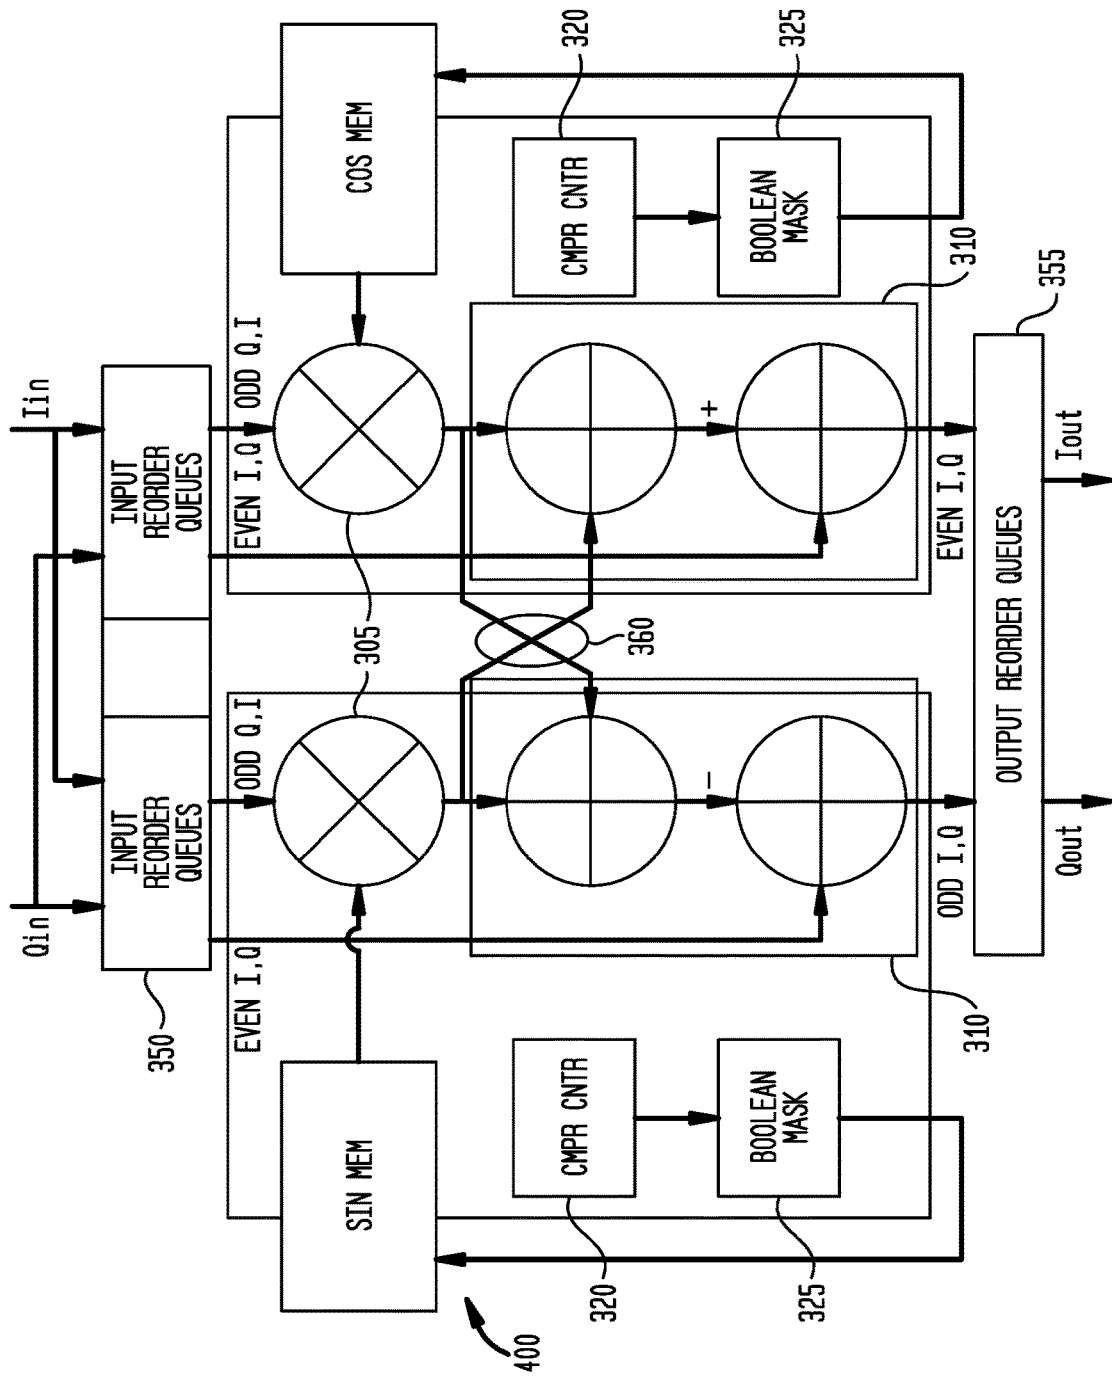 Qin
Iin
350
INPUT
REORDER
QUEUES
INPUT
REORDER
QUEUES
EVEN I,Q
ODD Q,I
EVEN I,Q
ODD Q,I
SIN MEM
COS MEM
305
360
400
320
CMPR CNTR
CMPR CNTR
320
325
BOOLEAN
MASK
BOOLEAN
MASK
325
-
+
310
310
ODD I,Q
EVEN I,Q
355
OUTPUT REORDER QUEUES
Qout
Iout